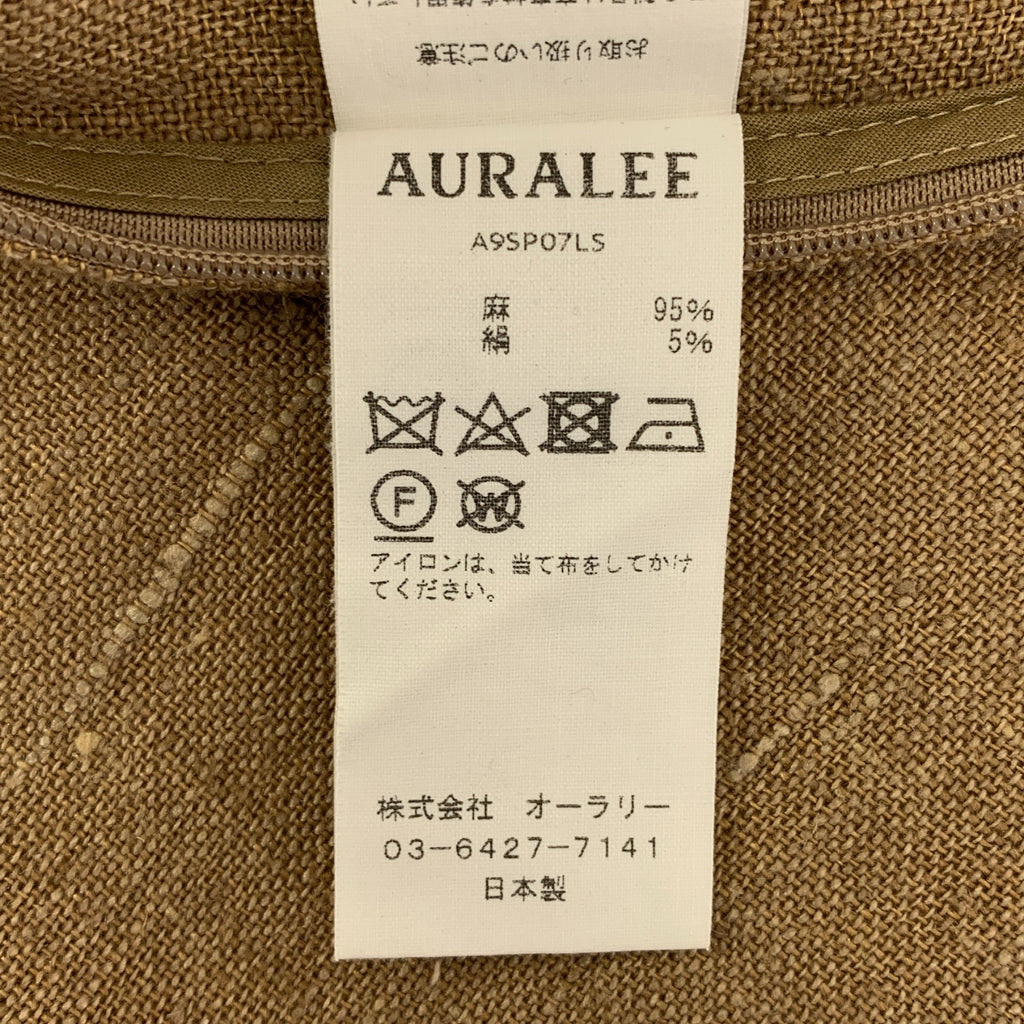 お取り扱いのご注意
AURALEE
A9SP07LS
麻 95%
絹 5%
F
W
アイロンは、当て布をしてかけ
てください。
株式会社 オーラリー
03-6427-7141
日本製